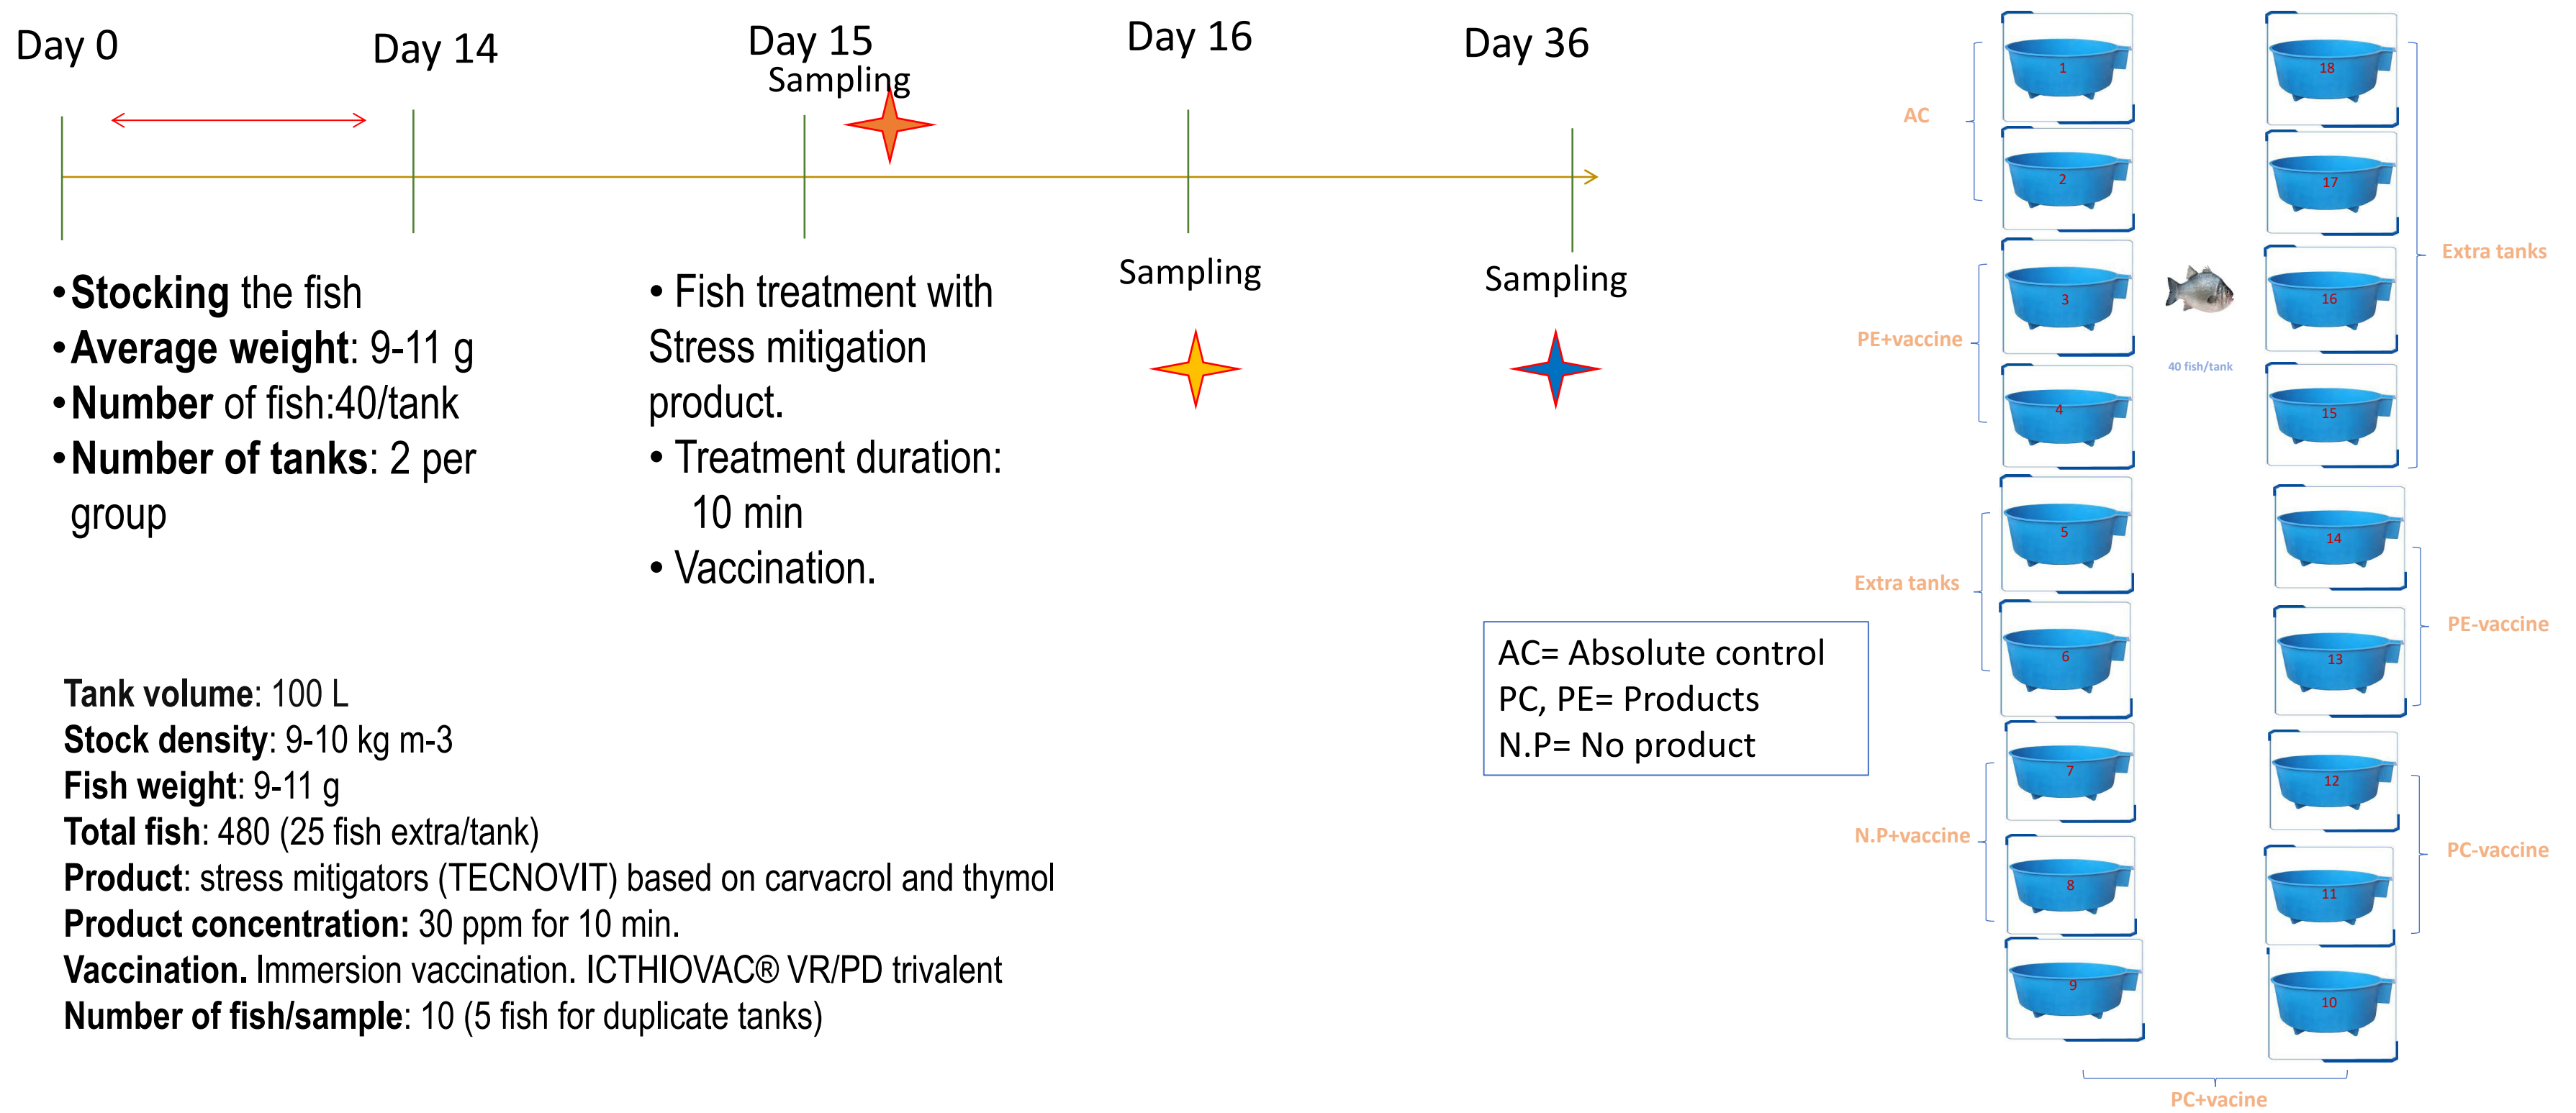 Day 0
Day 14
Day 15
Sampling
Day 16
Day 36
•Stocking the fish
•Average weight: 9-11 g
•Number of fish:40/tank
•Number of tanks: 2 per
group
• Fish treatment with
Stress mitigation
product.
• Treatment duration:
10 min
• Vaccination.
Sampling
Sampling
Tank volume: 100 L
Stock density: 9-10 kg m-3
Fish weight: 9-11 g
Total fish: 480 (25 fish extra/tank)
Product: stress mitigators (TECNOVIT) based on carvacrol and thymol
Product concentration: 30 ppm for 10 min.
Vaccination. Immersion vaccination. ICTHIOVAC® VR/PD trivalent
Number of fish/sample: 10 (5 fish for duplicate tanks)
AC= Absolute control
PC, PE= Products
N.P= No product
AC
1
2
PE+vaccine
3
4
Extra tanks
5
6
N.P+vaccine
7
8
9
40 fish/tank
18
17
16
15
Extra tanks
14
13
PE-vaccine
12
11
PC-vaccine
10
PC+vacine